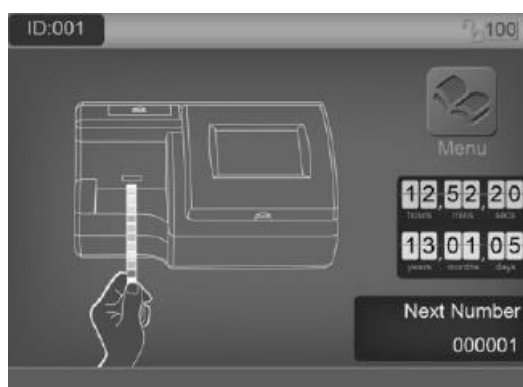 ID:001
100
Menu
12,52,20
hours mins secs
13,01,05
years months days
Next Number
000001